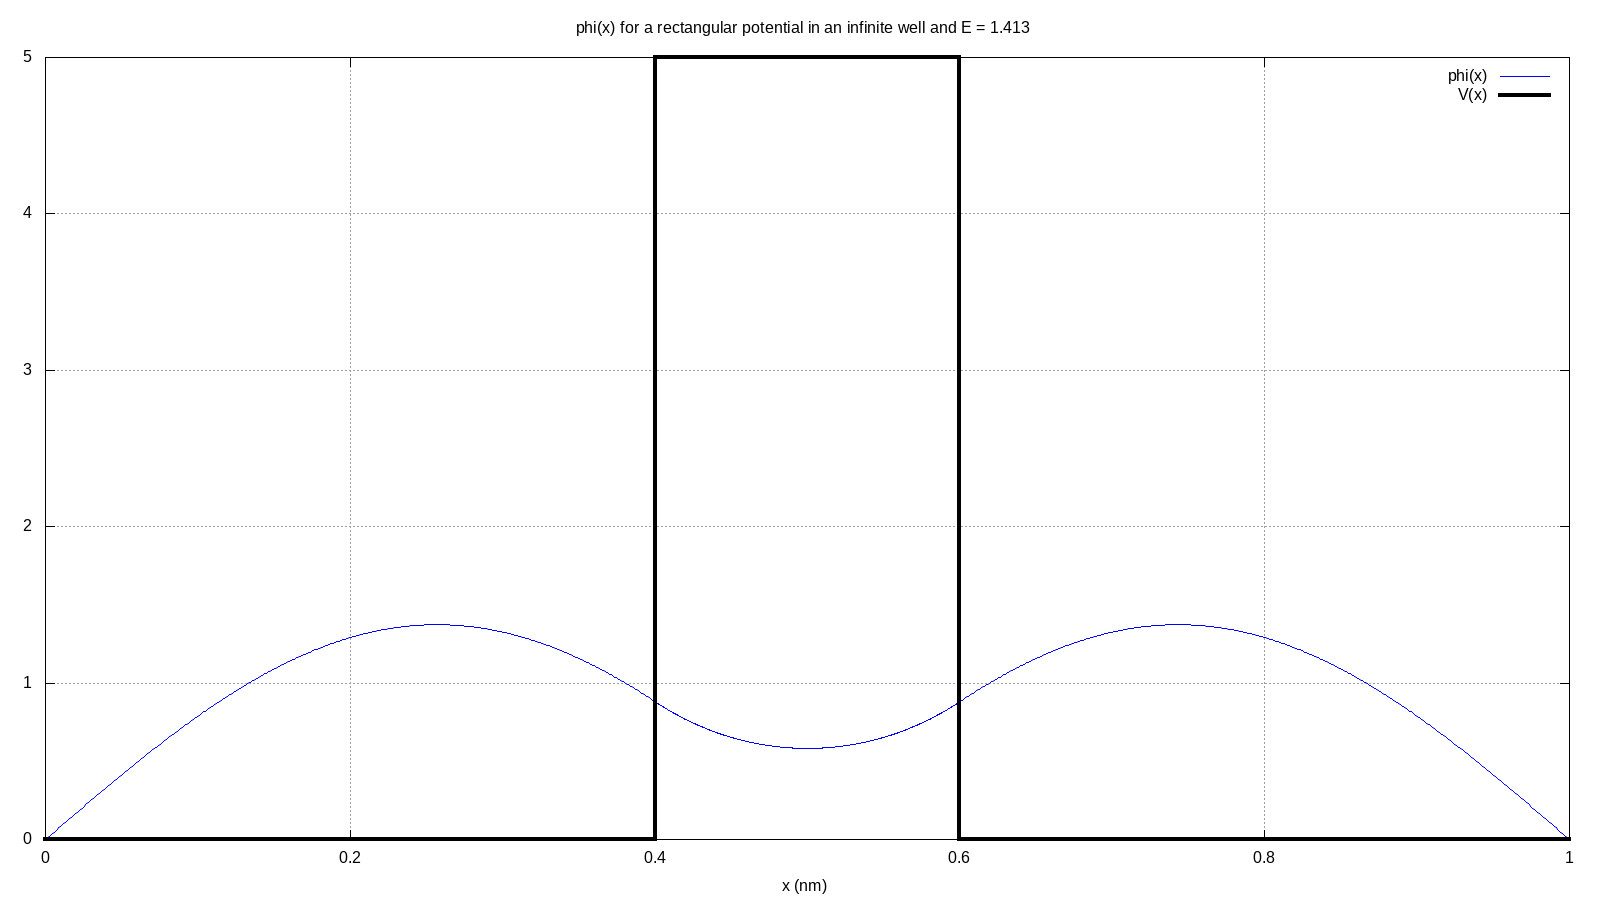 phi(x) for a rectangular potential in an infinite well and E = 1.413
phi(x)
V(x)
5
4
3
2
1
0
0 0.2 0.4 0.6 0.8 1
x (nm)